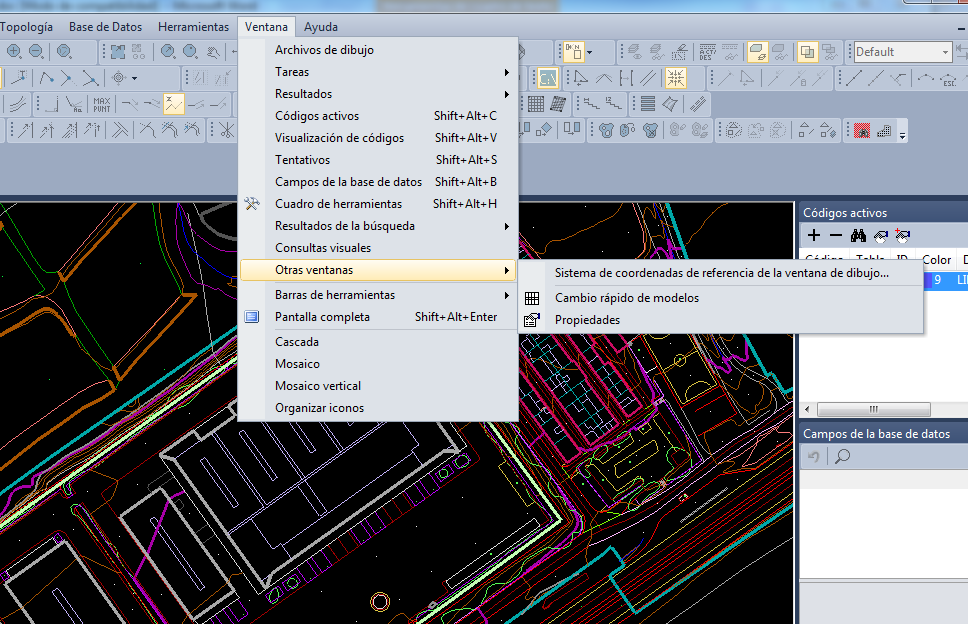 Topología Base de Datos Herramientas Ventana Ayuda
Archivos de dibujo
Tareas
Resultados
Códigos activos Shift+Alt+C
Visualización de códigos Shift+Alt+V
Tentativos Shift+Alt+S
Campos de la base de datos Shift+Alt+B
Cuadro de herramientas Shift+Alt+H
Resultados de la búsqueda
Consultas visuales
Otras ventanas
Barras de herramientas
Pantalla completa Shift+Alt+Enter
Cascada
Mosaico
Mosaico vertical
Organizar iconos
Sistema de coordenadas de referencia de la ventana de dibujo...
Cambio rápido de modelos
Propiedades
Default
ACT
DES
ESC
MAX
PUNT
Códigos activos
Código Tabla ID Color D
9 LI
Campos de la base de datos